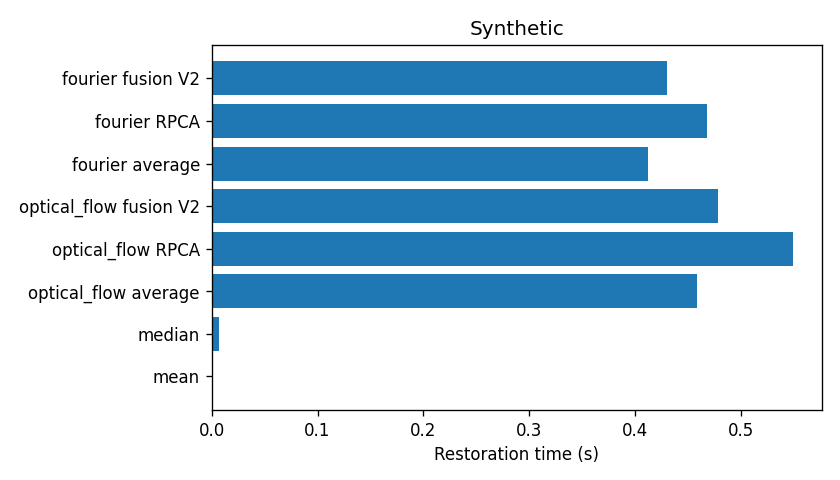 Synthetic
fourier fusion V2
fourier RPCA
fourier average
optical_flow fusion V2
optical_flow RPCA
optical_flow average
median
mean
0.0 0.1 0.2 0.3 0.4 0.5
Restoration time (s)